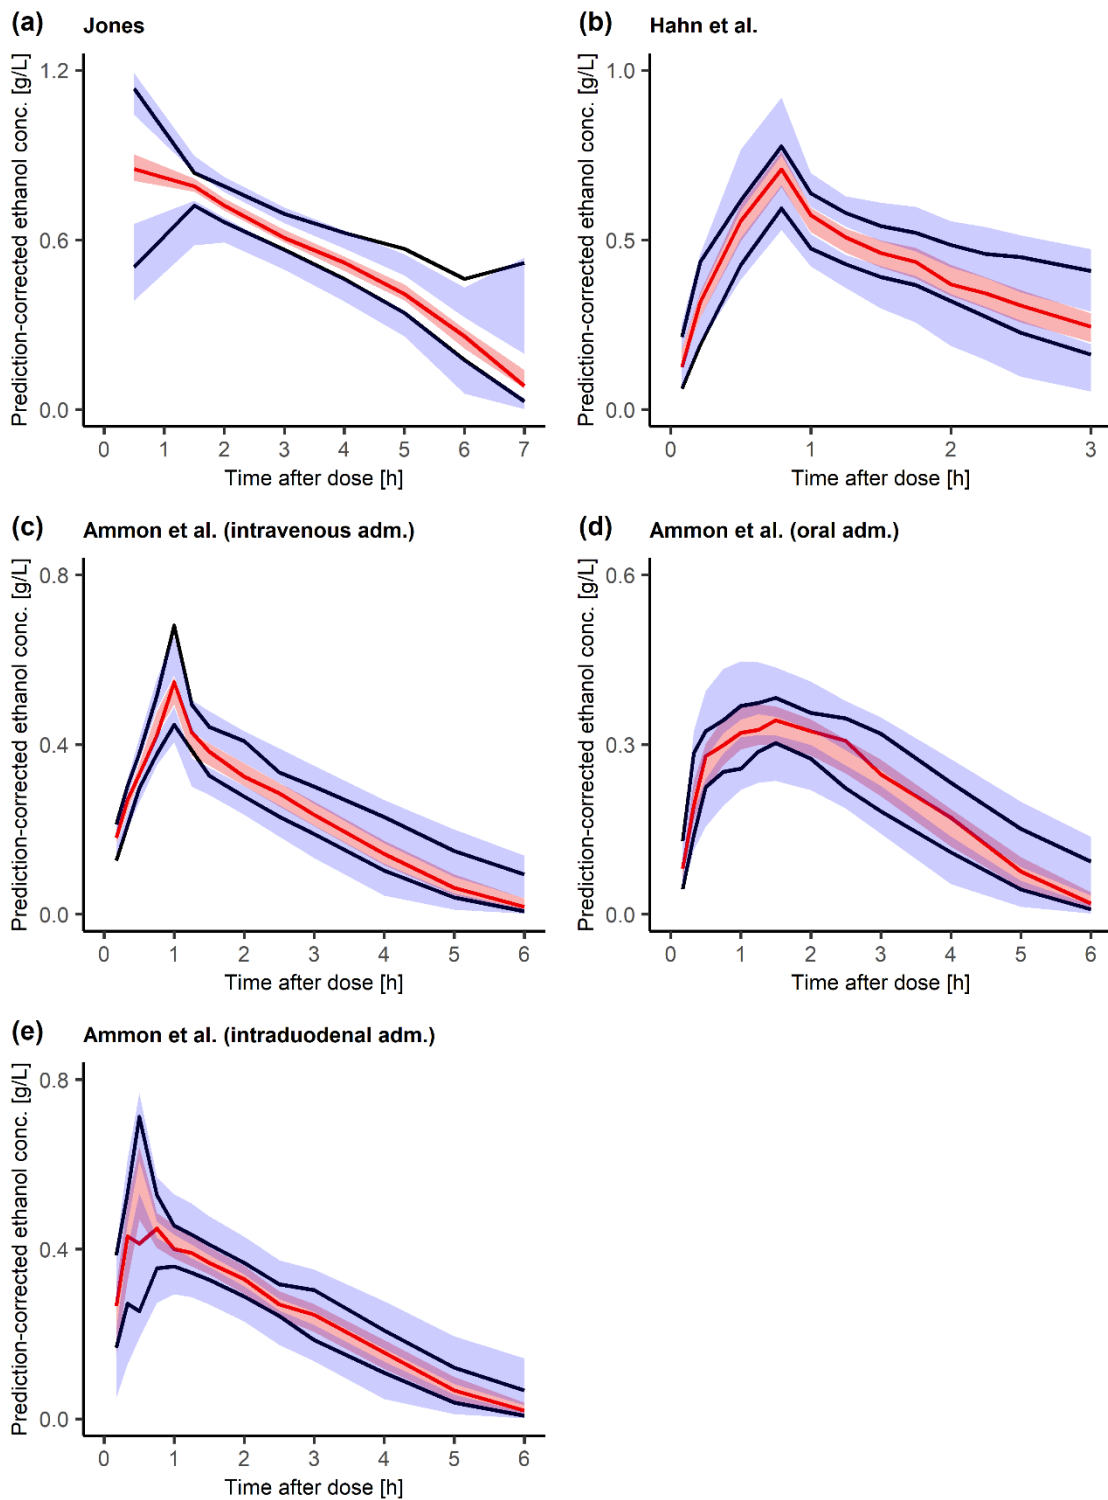 (a) Jones
Prediction-corrected ethanol conc. [g/L]
1.2
0.6
0.0
0 1 2 3 4 5 6 7
Time after dose [h]
(b) Hahn et al.
Prediction-corrected ethanol conc. [g/L]
1.0
0.5
0.0
0 1 2 3
Time after dose [h]
(c) Ammon et al. (intravenous adm.)
Prediction-corrected ethanol conc. [g/L]
0.8
0.4
0.0
0 1 2 3 4 5 6
Time after dose [h]
(d) Ammon et al. (oral adm.)
Prediction-corrected ethanol conc. [g/L]
0.6
0.3
0.0
0 1 2 3 4 5 6
Time after dose [h]
(e) Ammon et al. (intraduodenal adm.)
Prediction-corrected ethanol conc. [g/L]
0.8
0.4
0.0
0 1 2 3 4 5 6
Time after dose [h]